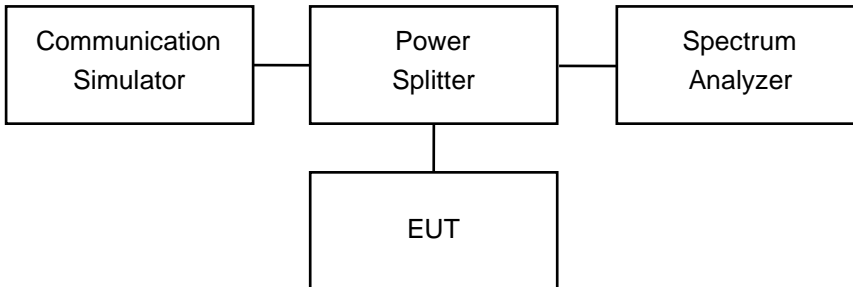 Communication
Simulator
Power
Splitter
Spectrum
Analyzer
EUT